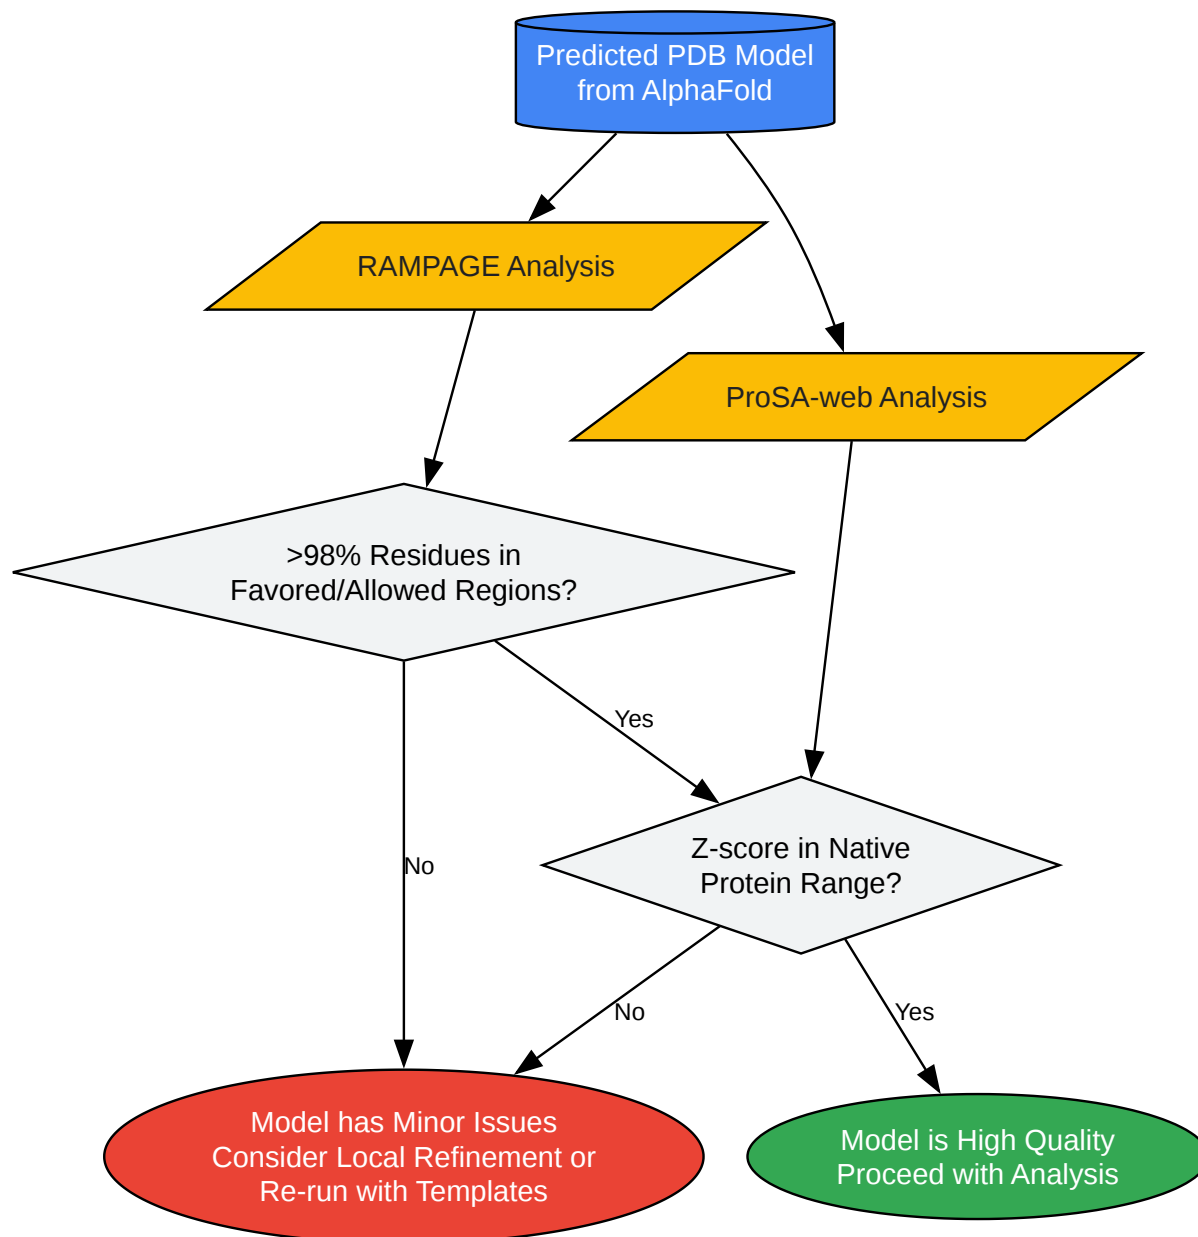 Predicted PDB Model
from AlphaFold
RAMPAGE Analysis
ProSA-web Analysis
>98% Residues in
Favored/Allowed Regions?
Yes
Z-score in Native
Protein Range?
No
No
Yes
Model has Minor Issues
Consider Local Refinement or
Re-run with Templates
Model is High Quality
Proceed with Analysis